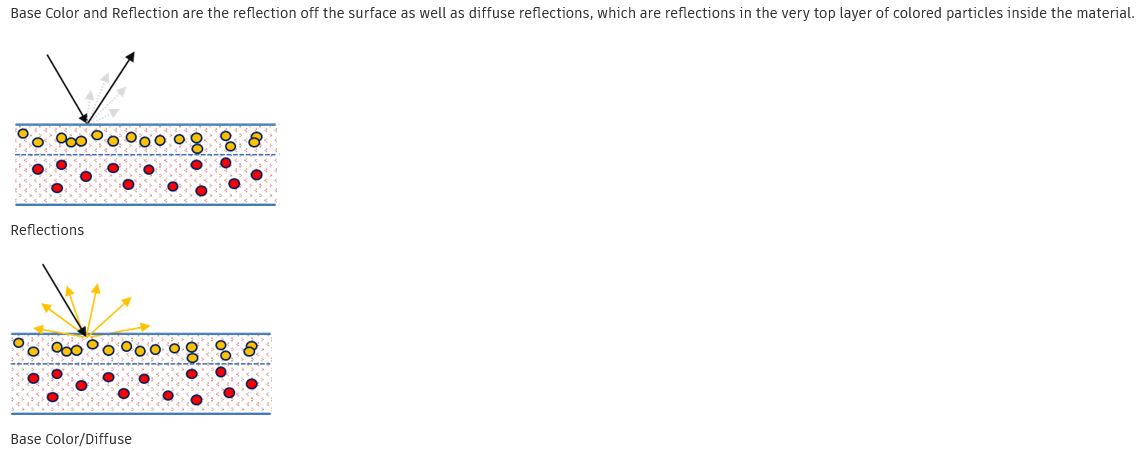 Base Color and Reflection are the reflection off the surface as well as diffuse reflections, which are reflections in the very top layer of colored particles inside the material.
Reflections
Base Color/Diffuse